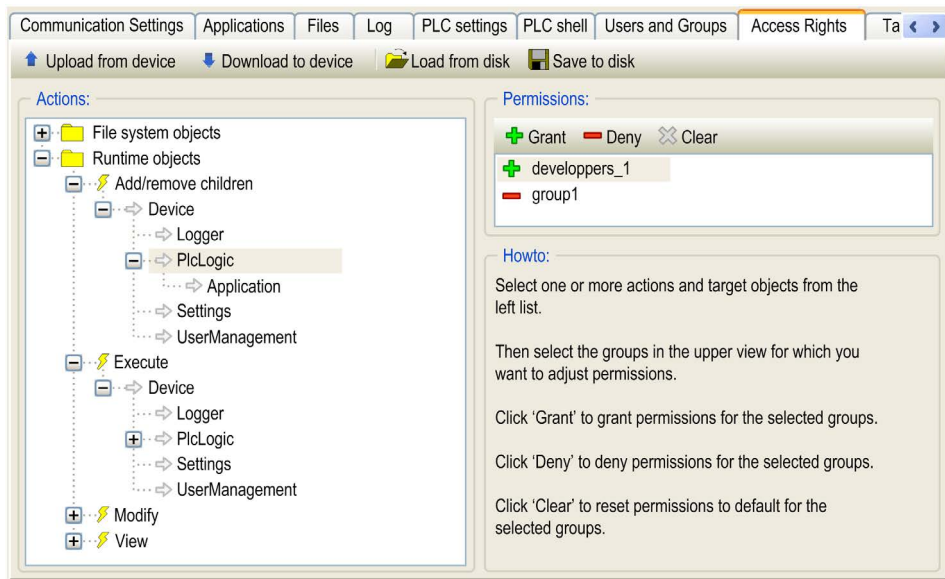 Communication Settings Applications Files Log PLC settings PLC shell Users and Groups Access Rights Ta
Upload from device Download to device Load from disk Save to disk
Actions:
File system objects
Runtime objects
Add/remove children
Device
Logger
PlcLogic
Application
Settings
UserManagement
Execute
Device
Logger
PlcLogic
Settings
UserManagement
Modify
View
Permissions:
Grant Deny Clear
developpers_1
group1
Howto:
Select one or more actions and target objects from the
left list.
Then select the groups in the upper view for which you
want to adjust permissions.
Click ‘Grant’ to grant permissions for the selected groups.
Click ‘Deny’ to deny permissions for the selected groups.
Click ‘Clear’ to reset permissions to default for the
selected groups.